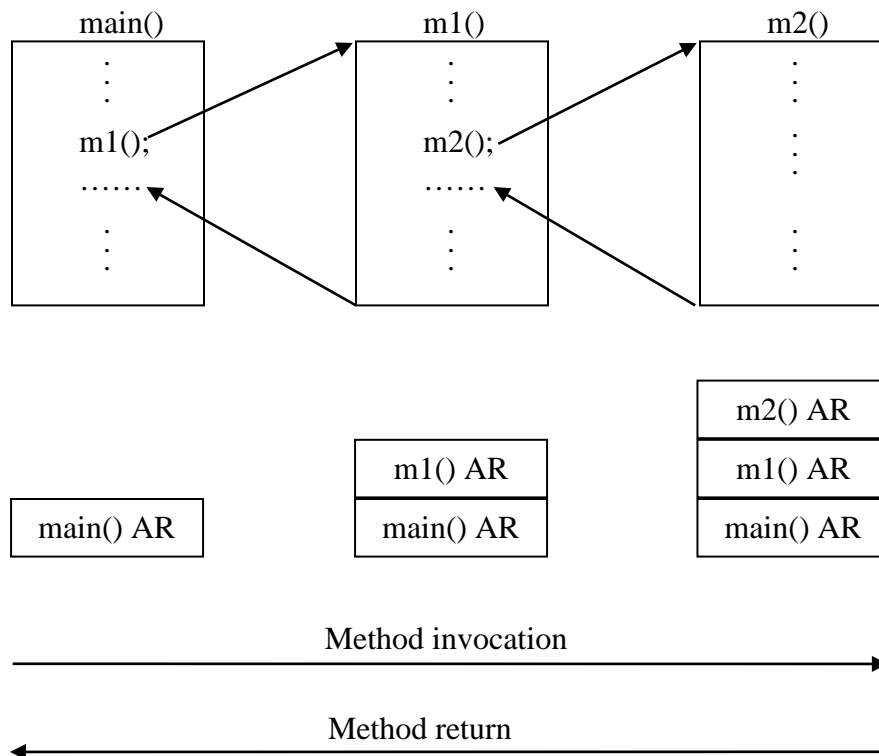 main()
m1()
m2()
m1();
m2();
......
......
m2() AR
m1() AR
m1() AR
main() AR
main() AR
main() AR
Method invocation
Method return